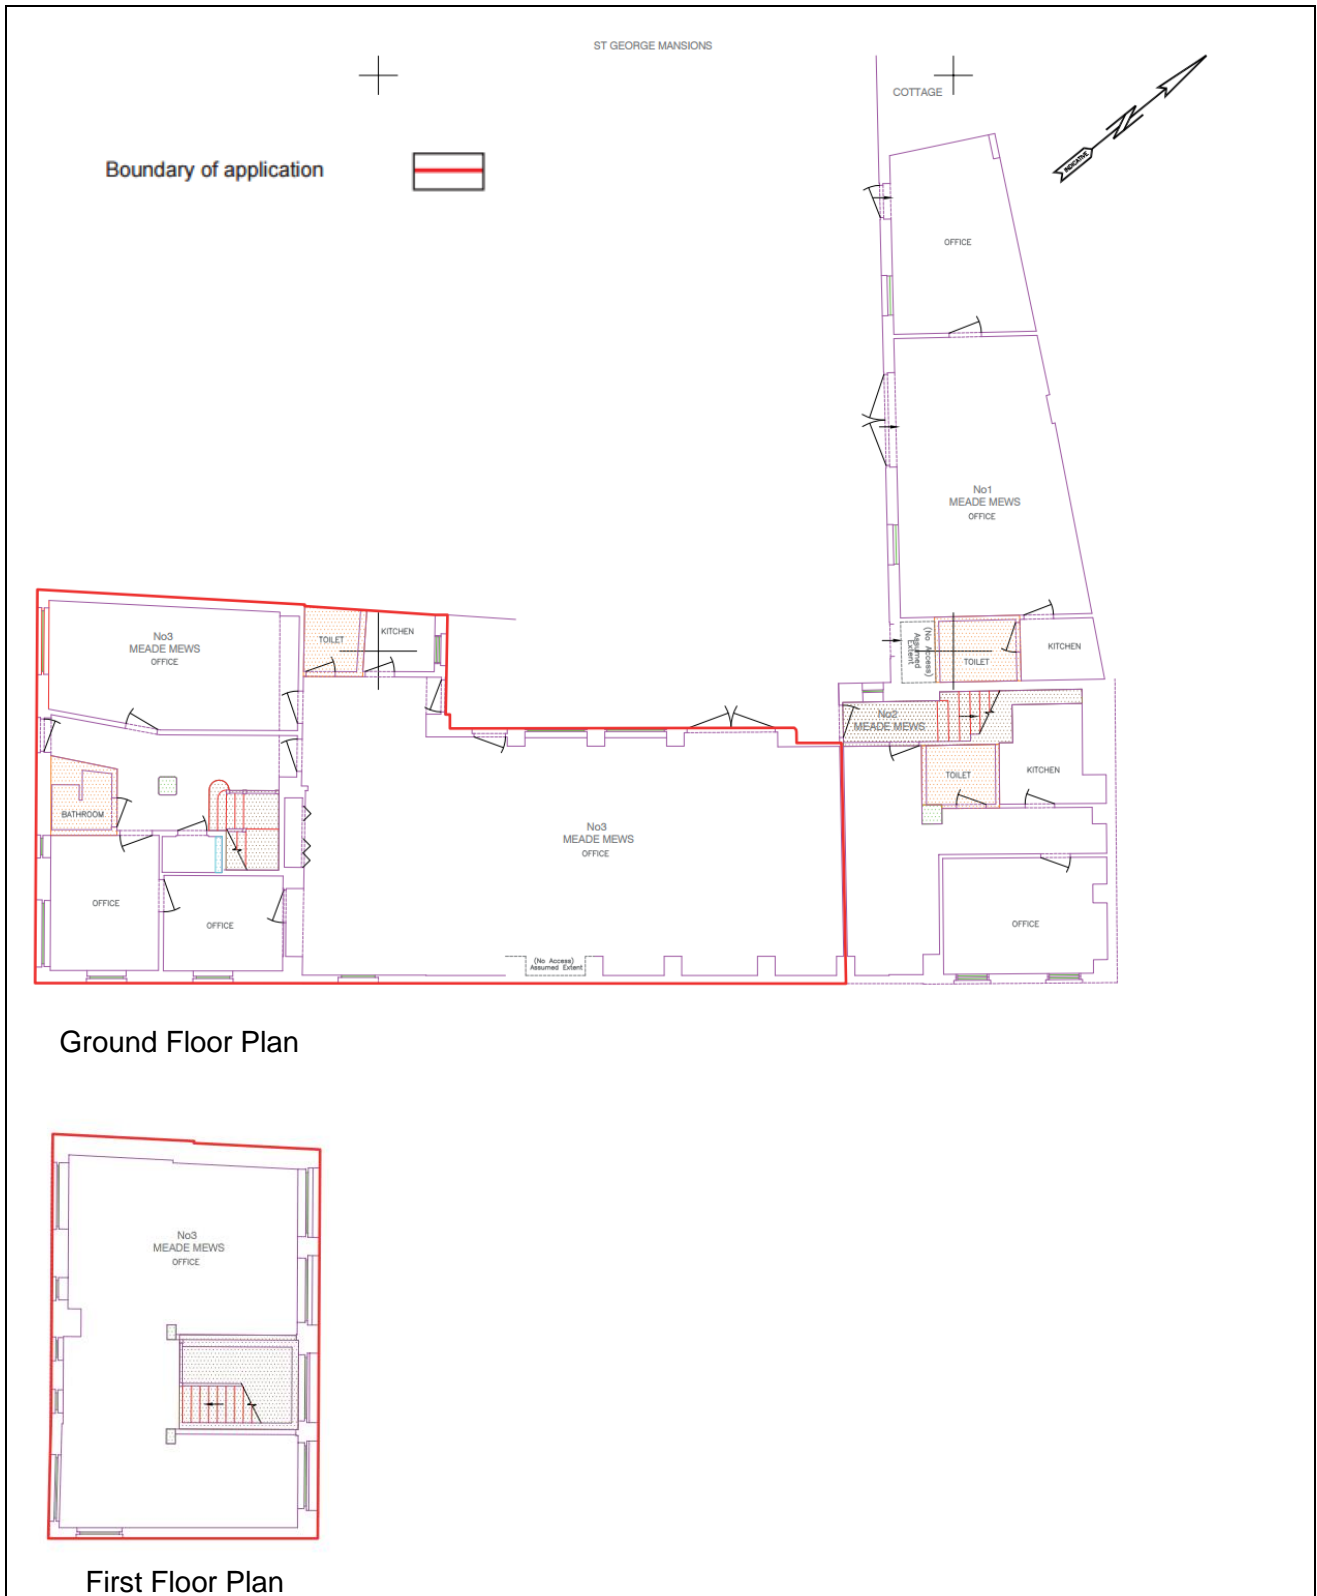 ST GEORGE MANSIONS
COTTAGE
INDICATIVE
N
Boundary of application
OFFICE
No1
MEADE MEWS
OFFICE
No3
MEADE MEWS
OFFICE
TOILET
KITCHEN
(No Access)
Assumed
Extent
TOILET
KITCHEN
No2
MEADE MEWS
TOILET
KITCHEN
BATHROOM
No3
MEADE MEWS
OFFICE
OFFICE
OFFICE
OFFICE
(No Access)
Assumed Extent
Ground Floor Plan
No3
MEADE MEWS
OFFICE
First Floor Plan